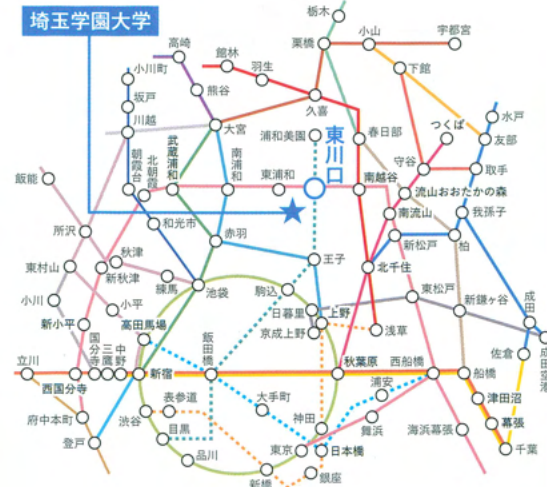 埼玉学園大学
栃木
栗橋
小山
宇都宮
高崎
館林
羽生
下館
小川町
熊谷
久喜
坂戸
水戸
川越
大宮
浦和美園
春日部
つくば
友部
東川口
武蔵浦和
南浦和
朝霞台
北朝霞
東浦和
南越谷
守谷
取手
飯能
流山おおたかの森
南流山
我孫子
和光市
所沢
赤羽
新松戸
柏
秋津
東村山
新秋津
王子
北千住
練馬
池袋
駒込
小川
小平
日暮里
上野
東松戸
新鎌ヶ谷
成田
新小平
高田馬場
飯田橋
京成上野
浅草
佐倉
成田空港
国分寺
三鷹
中野
立川
西国分寺
新宿
秋葉原
西船橋
船橋
浦安
津田沼
府中本町
渋谷
表参道
大手町
舞浜
幕張
神田
海浜幕張
登戸
目黒
東京
日本橋
千葉
品川
新橋
銀座